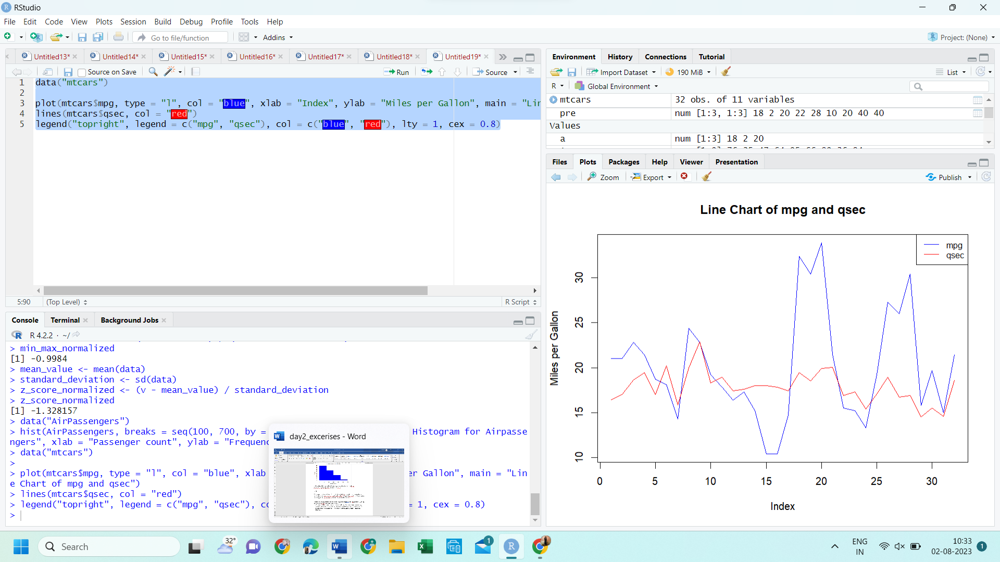 RStudio
File Edit Code View Plots Session Build Debug Profile Tools Help
Go to file/function Addins Project: (None)
Untitled13* Untitled14* Untitled15* Untitled16* Untitled17* Untitled18* Untitled19*
Source on Save Run Source
1 data("mtcars")
2
3 plot(mtcars$mpg, type = "l", col = "blue", xlab = "Index", ylab = "Miles per Gallon", main = "Lin
4 lines(mtcars$qsec, col = "red")
5 legend("topright", legend = c("mpg", "qsec"), col = c("blue", "red"), lty = 1, cex = 0.8)
5:90 (Top Level) R Script
Console Terminal Background Jobs
R 4.2.2 · ~/
> min_max_normalized
[1] -0.9984
> mean_value <- mean(data)
> standard_deviation <- sd(data)
> z_score_normalized <- (v - mean_value) / standard_deviation
> z_score_normalized
[1] -1.328157
> data("AirPassengers")
> hist(AirPassengers, breaks = seq(100, 700, by = Histogram for Airpasse
ngers", xlab = "Passenger count", ylab = "Frequenc
> data("mtcars")
>
> plot(mtcars$mpg, type = "l", col = "blue", xlab er Gallon", main = "Lin
e Chart of mpg and qsec")
> lines(mtcars$qsec, col = "red")
> legend("topright", legend = c("mpg", "qsec"), co = 1, cex = 0.8)
>
day2_excerises - Word
Environment History Connections Tutorial
Import Dataset 190 MiB List
R Global Environment
mtcars 32 obs. of 11 variables
pre num [1:3, 1:3] 18 2 20 22 28 10 20 40 40
Values
a num [1:3] 18 2 20
Files Plots Packages Help Viewer Presentation
Zoom Export Publish
Line Chart of mpg and qsec
mpg
qsec
Miles per Gallon
30
25
20
15
10
0 5 10 15 20 25 30
Index
Search
32°
1
ENG
IN
10:33
02-08-2023
1